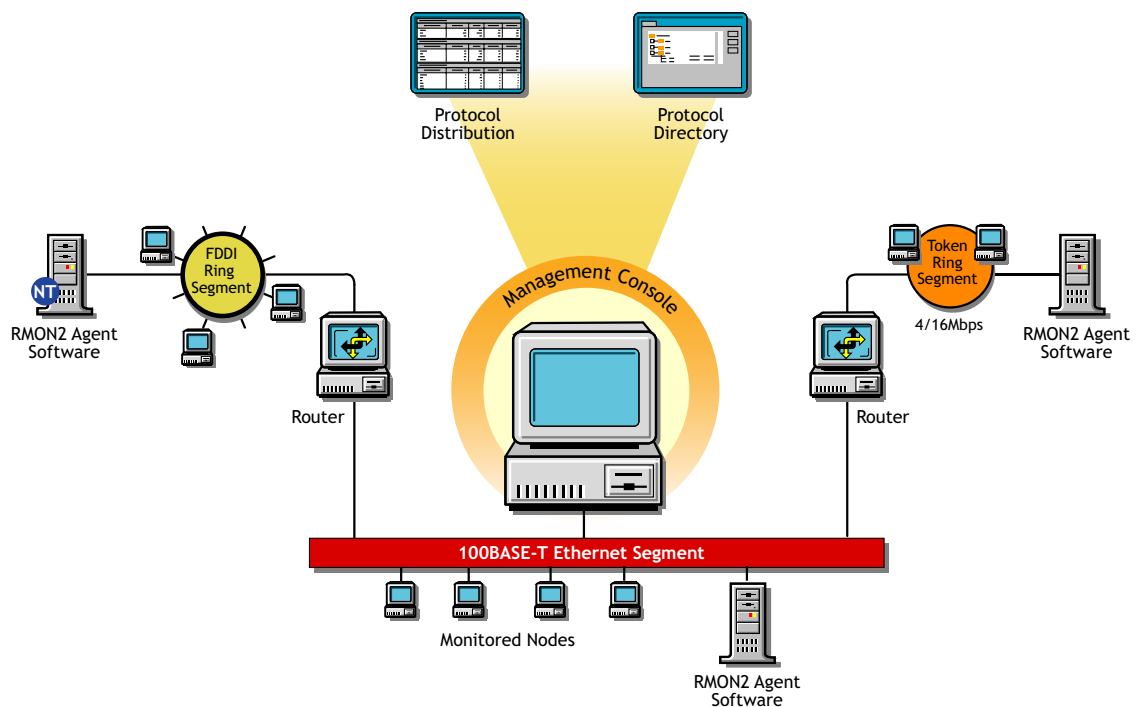 Protocol
Distribution
Protocol
Directory
Management Console
FDDI
Ring
Segment
NT
RMON2 Agent
Software
Router
Token
Ring
Segment
4/16Mbps
RMON2 Agent
Software
Router
100BASE-T Ethernet Segment
Monitored Nodes
RMON2 Agent
Software